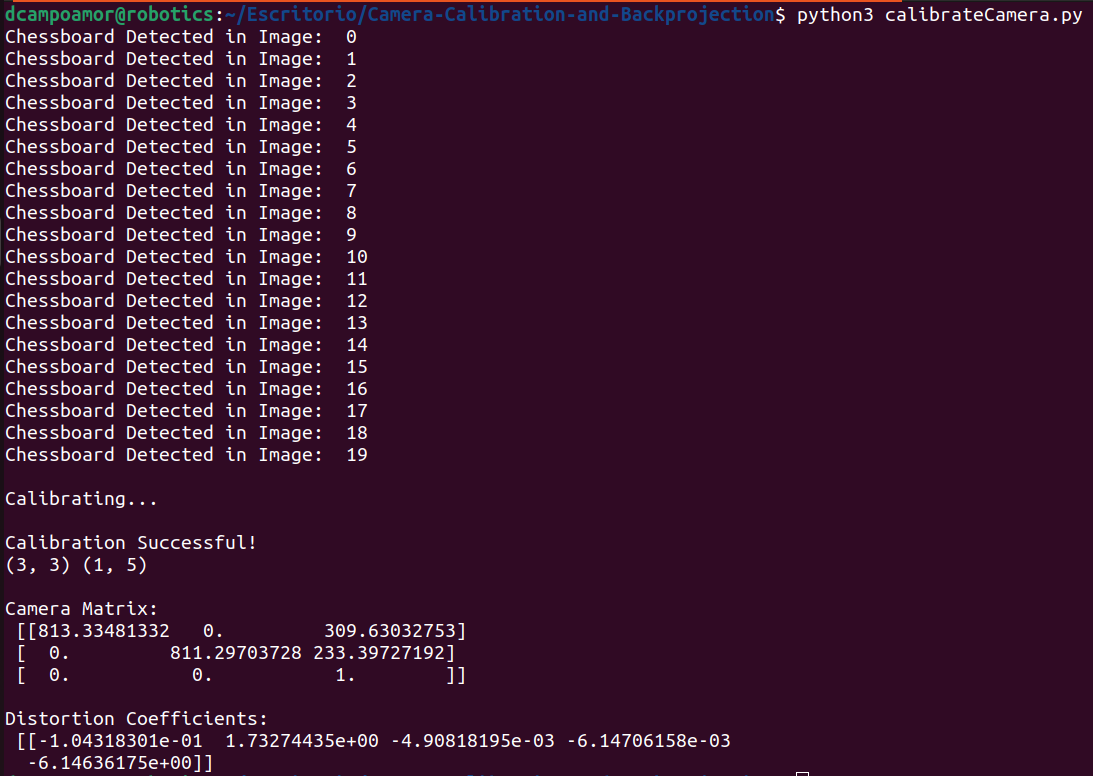 dcampoamor@robotics:~/Escritorio/Camera-Calibration-and-Backprojection$ python3 calibrateCamera.py
Chessboard Detected in Image:  0
Chessboard Detected in Image:  1
Chessboard Detected in Image:  2
Chessboard Detected in Image:  3
Chessboard Detected in Image:  4
Chessboard Detected in Image:  5
Chessboard Detected in Image:  6
Chessboard Detected in Image:  7
Chessboard Detected in Image:  8
Chessboard Detected in Image:  9
Chessboard Detected in Image:  10
Chessboard Detected in Image:  11
Chessboard Detected in Image:  12
Chessboard Detected in Image:  13
Chessboard Detected in Image:  14
Chessboard Detected in Image:  15
Chessboard Detected in Image:  16
Chessboard Detected in Image:  17
Chessboard Detected in Image:  18
Chessboard Detected in Image:  19
Calibrating...
Calibration Successful!
(3, 3) (1, 5)
Camera Matrix:
 [[813.33481332   0.         309.63032753]
 [  0.         811.29703728 233.39727192]
 [  0.           0.           1.        ]]
Distortion Coefficients:
 [[-1.04318301e-01  1.73274435e+00 -4.90818195e-03 -6.14706158e-03
  -6.14636175e+00]]